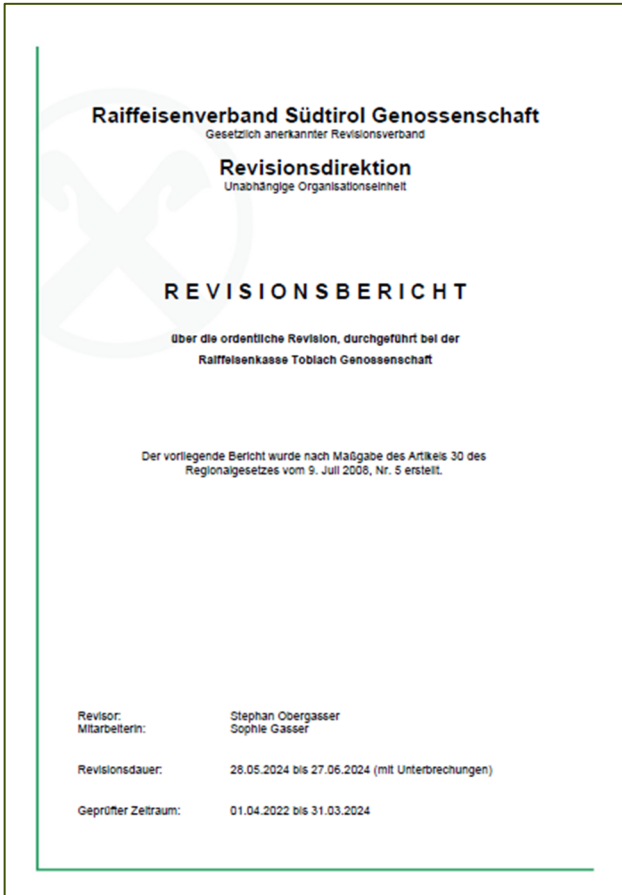 Raiffeisenverband Südtirol Genossenschaft
Gesetzlich anerkannter Revisionsverband
Revisionsdirektion
Unabhängige Organisationseinheit
REVISIONSBERICHT
über die ordentliche Revision, durchgeführt bei der
Raiffeisenkasse Toblach Genossenschaft
Der vorliegende Bericht wurde nach Maßgabe des Artikels 30 des
Regionalgesetzes vom 9. Juli 2008, Nr. 5 erstellt.
Revisor: Stephan Obergasser
Mitarbeiterin: Sophie Gasser
Revisionsdauer: 28.05.2024 bis 27.06.2024 (mit Unterbrechungen)
Geprüfter Zeitraum: 01.04.2022 bis 31.03.2024